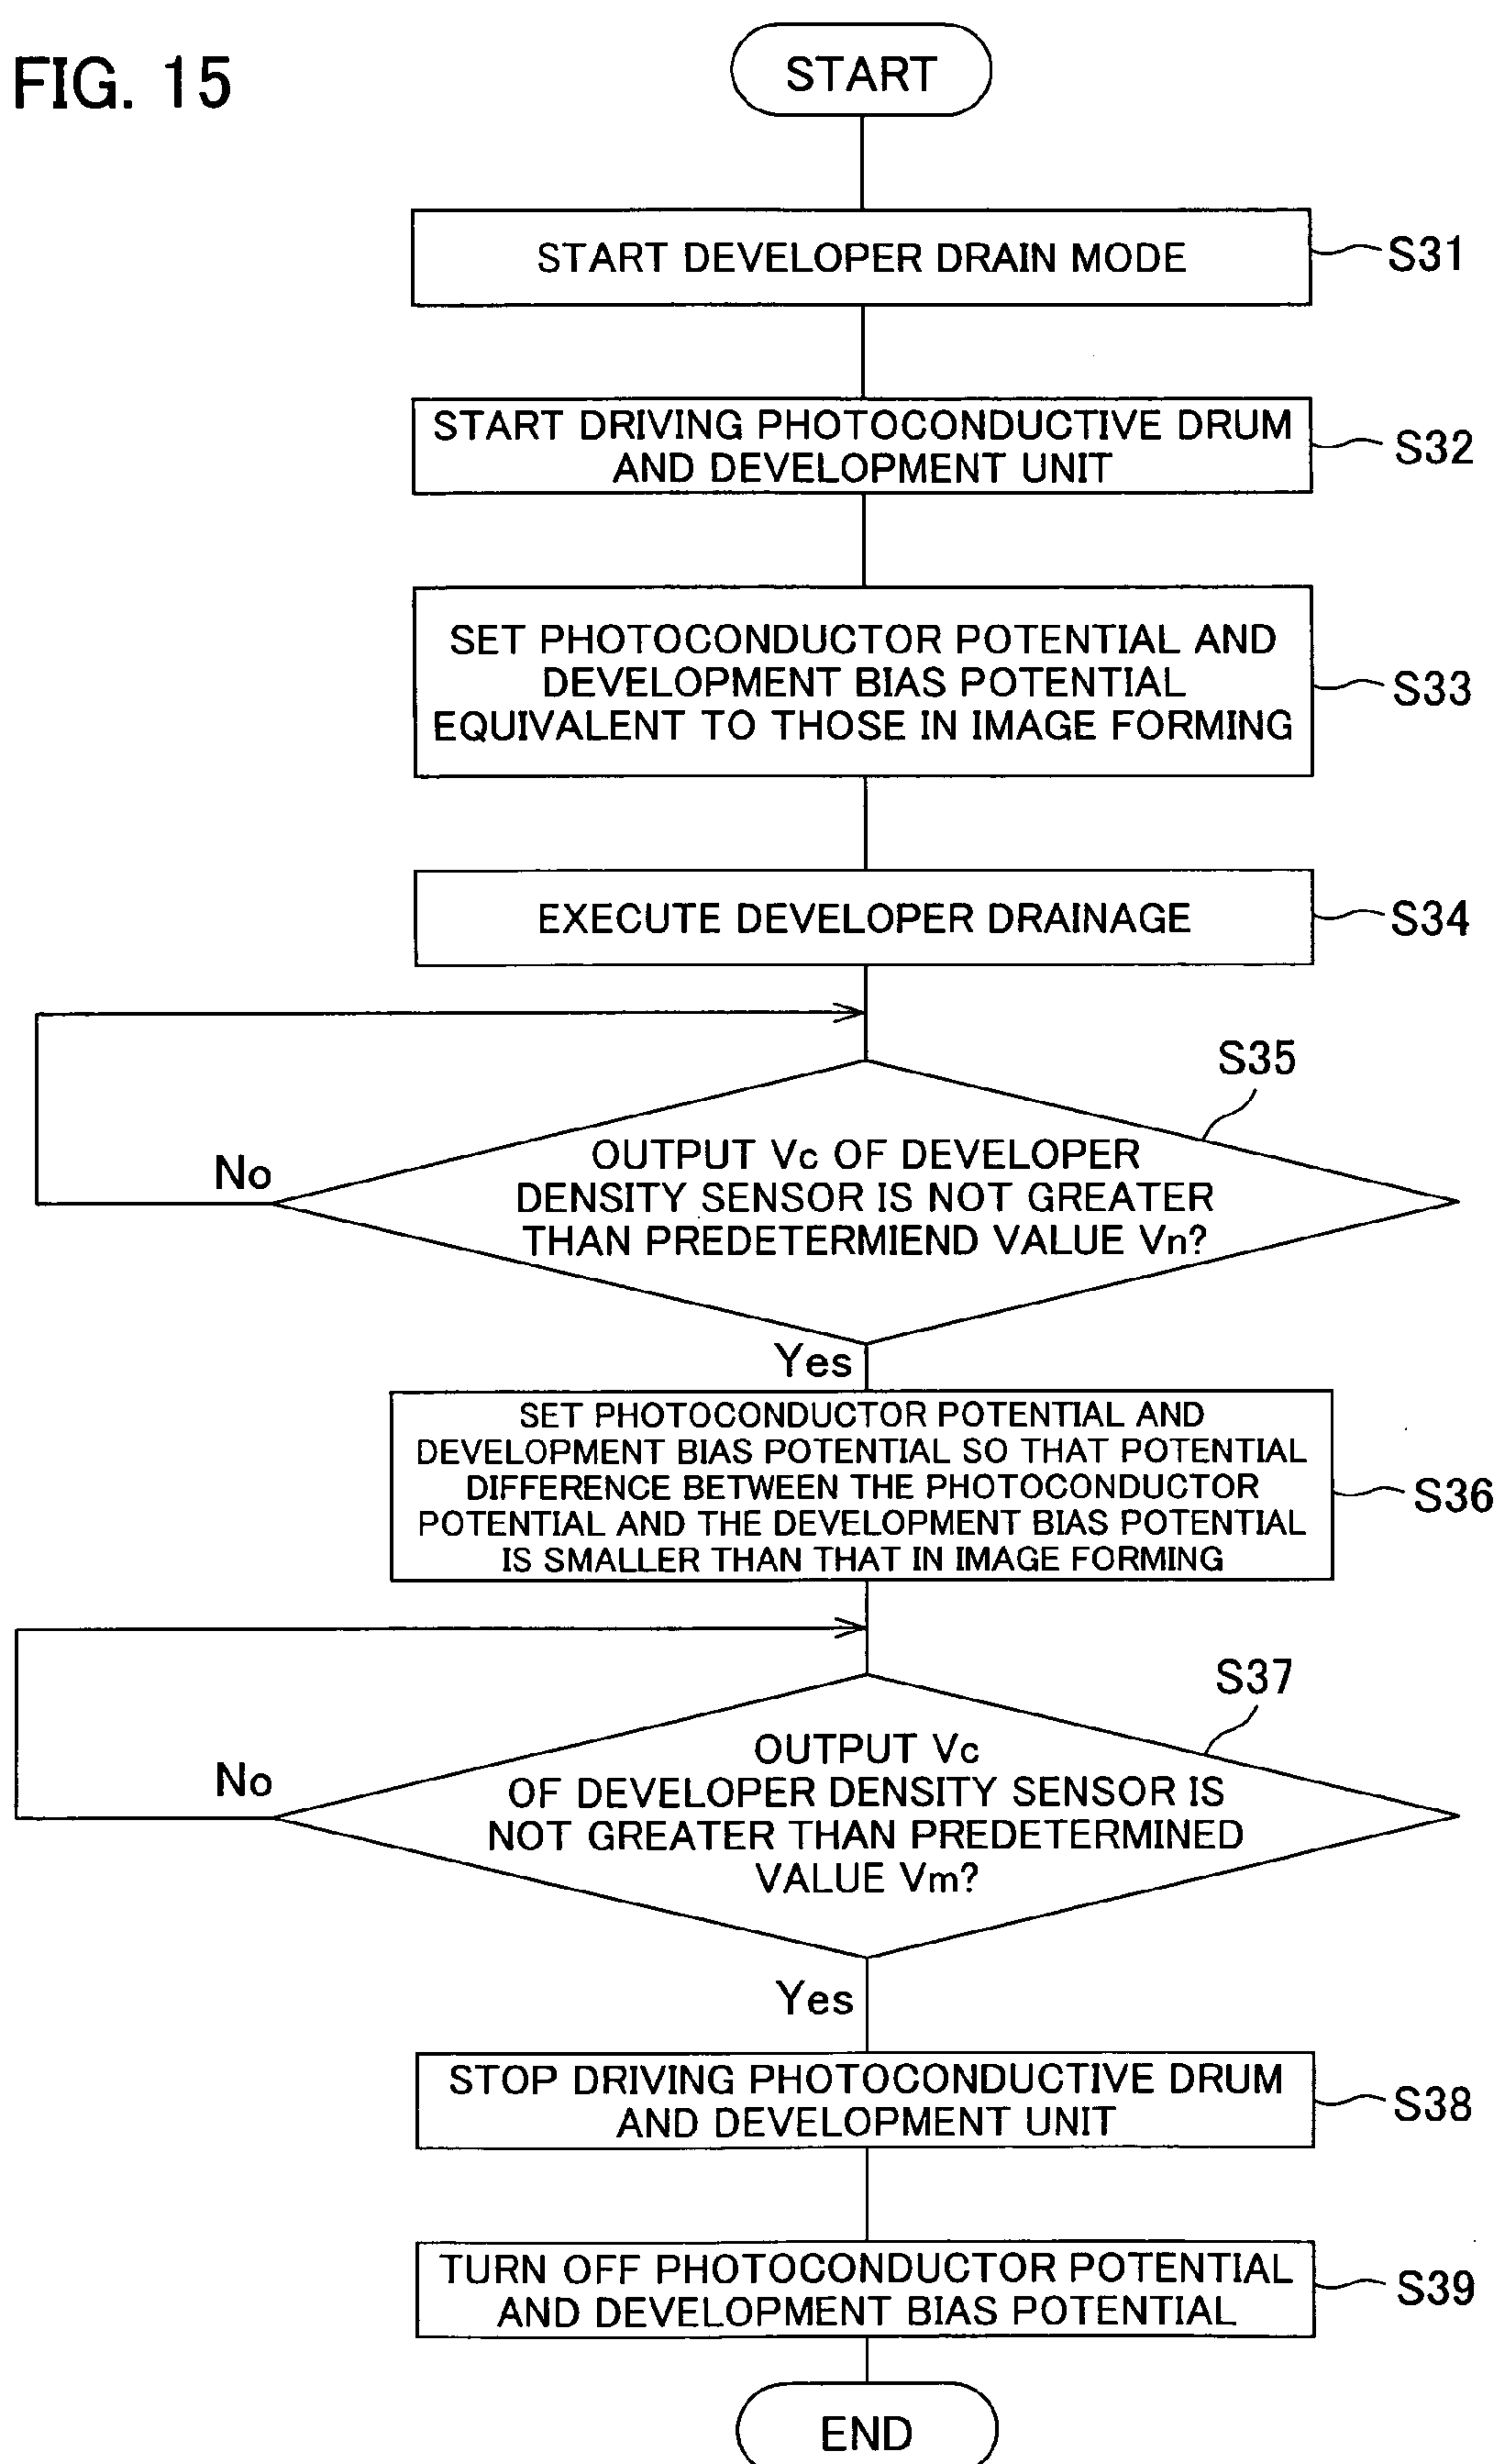 FIG. 15
START
START DEVELOPER DRAIN MODE
S31
START DRIVING PHOTOCONDUCTIVE DRUM
AND DEVELOPMENT UNIT
S32
SET PHOTOCONDUCTOR POTENTIAL AND
DEVELOPMENT BIAS POTENTIAL
EQUIVALENT TO THOSE IN IMAGE FORMING
S33
EXECUTE DEVELOPER DRAINAGE
S34
S35
OUTPUT Vc OF DEVELOPER
DENSITY SENSOR IS NOT GREATER
THAN PREDETERMIEND VALUE Vn?
No
Yes
SET PHOTOCONDUCTOR POTENTIAL AND
DEVELOPMENT BIAS POTENTIAL SO THAT POTENTIAL
DIFFERENCE BETWEEN THE PHOTOCONDUCTOR
POTENTIAL AND THE DEVELOPMENT BIAS POTENTIAL
IS SMALLER THAN THAT IN IMAGE FORMING
S36
S37
OUTPUT Vc
OF DEVELOPER DENSITY SENSOR IS
NOT GREATER THAN PREDETERMINED
VALUE Vm?
No
Yes
STOP DRIVING PHOTOCONDUCTIVE DRUM
AND DEVELOPMENT UNIT
S38
TURN OFF PHOTOCONDUCTOR POTENTIAL
AND DEVELOPMENT BIAS POTENTIAL
S39
END